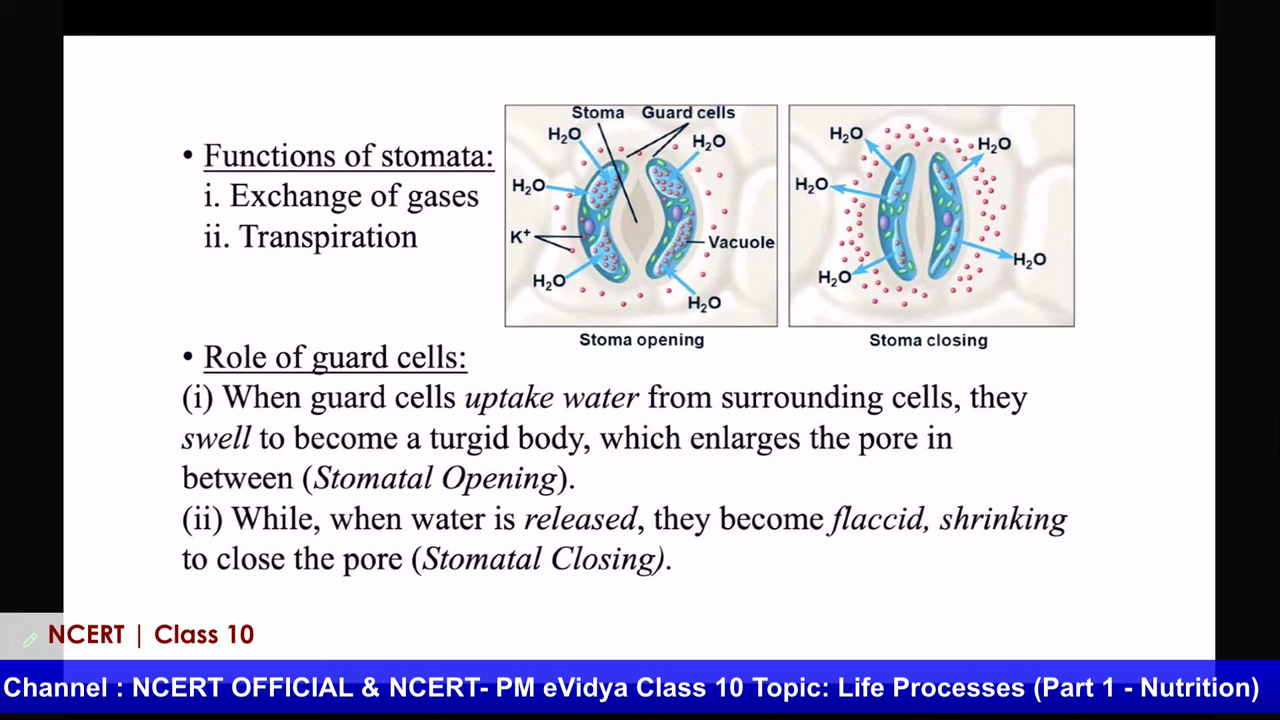 • Functions of stomata:
i. Exchange of gases
ii. Transpiration
Stoma Guard cells
H₂O
H₂O
H₂O
K⁺
Vacuole
H₂O
H₂O
Stoma opening
H₂O
H₂O
H₂O
H₂O
H₂O
Stoma closing
• Role of guard cells:
(i) When guard cells uptake water from surrounding cells, they
swell to become a turgid body, which enlarges the pore in
between (Stomatal Opening).
(ii) While, when water is released, they become flaccid, shrinking
to close the pore (Stomatal Closing).
NCERT | Class 10
Channel : NCERT OFFICIAL & NCERT- PM eVidya Class 10 Topic: Life Processes (Part 1 - Nutrition)